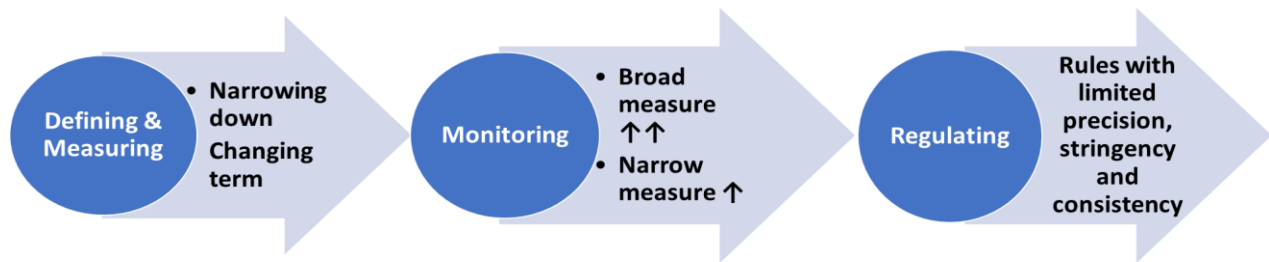 Defining &
Measuring
• Narrowing
down
Changing
term
Monitoring
• Broad
measure
↑↑
• Narrow
measure ↑
Regulating
Rules with
limited
precision,
stringency
and
consistency